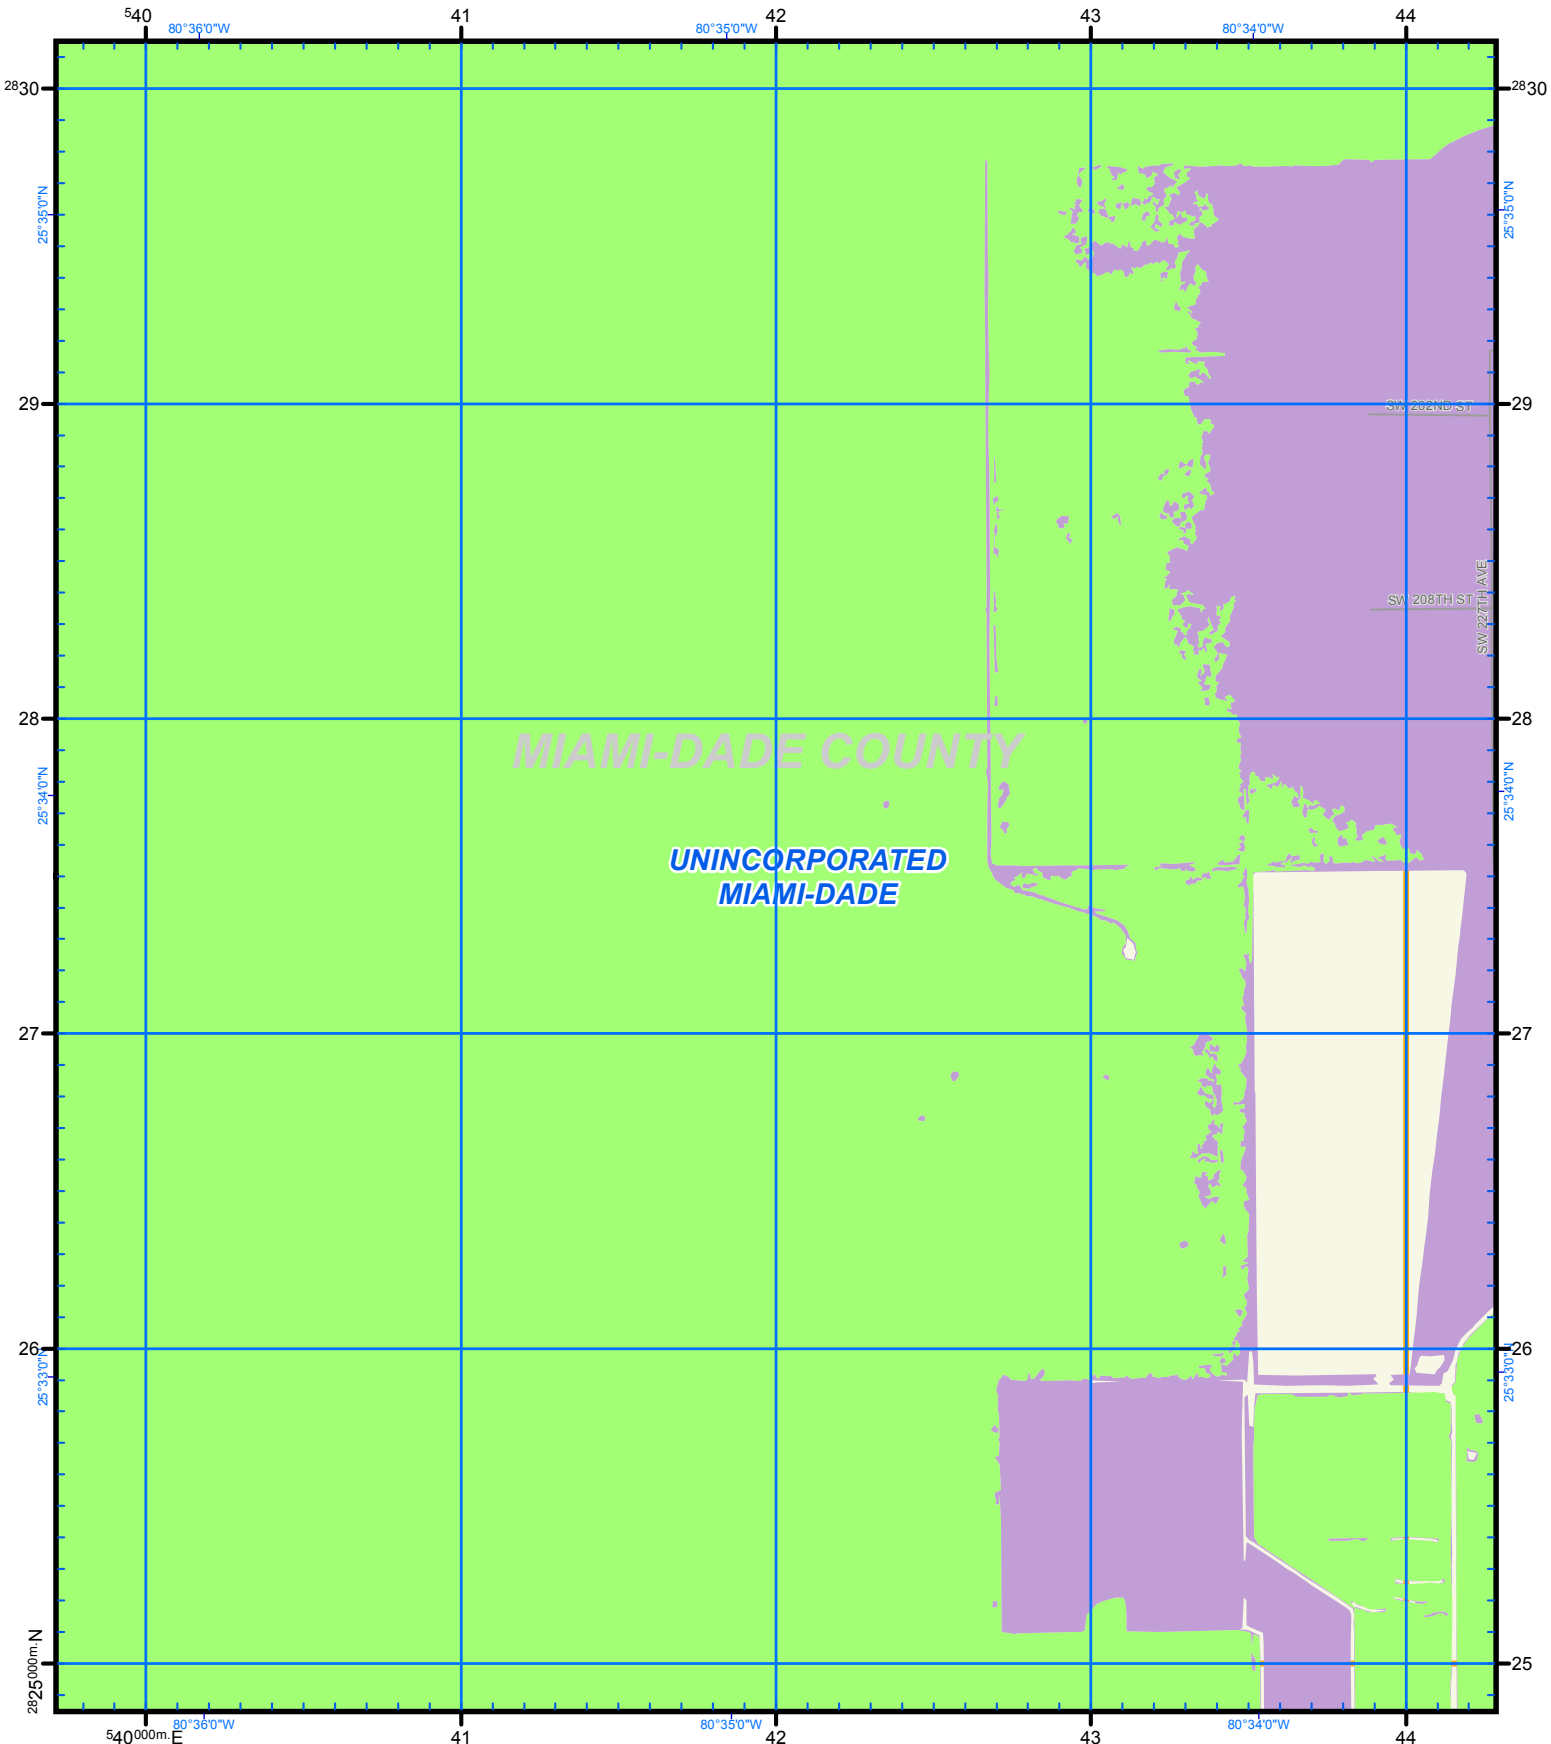 540 41 42 43 44
80°36'0"W 80°35'0"W 80°34'0"W
2830 2830
25°35'0"N 25°35'0"N
29 29
SW 202ND ST
SW 208TH ST
SW 227TH AVE
28 28
MIAMI-DADE COUNTY
25°34'0"N 25°34'0"N
UNINCORPORATED
MIAMI-DADE
27 27
26 26
25°33'0"N 25°33'0"N
2825000m.N 25
80°36'0"W 80°35'0"W 80°34'0"W
540000m.E 41 42 43 44